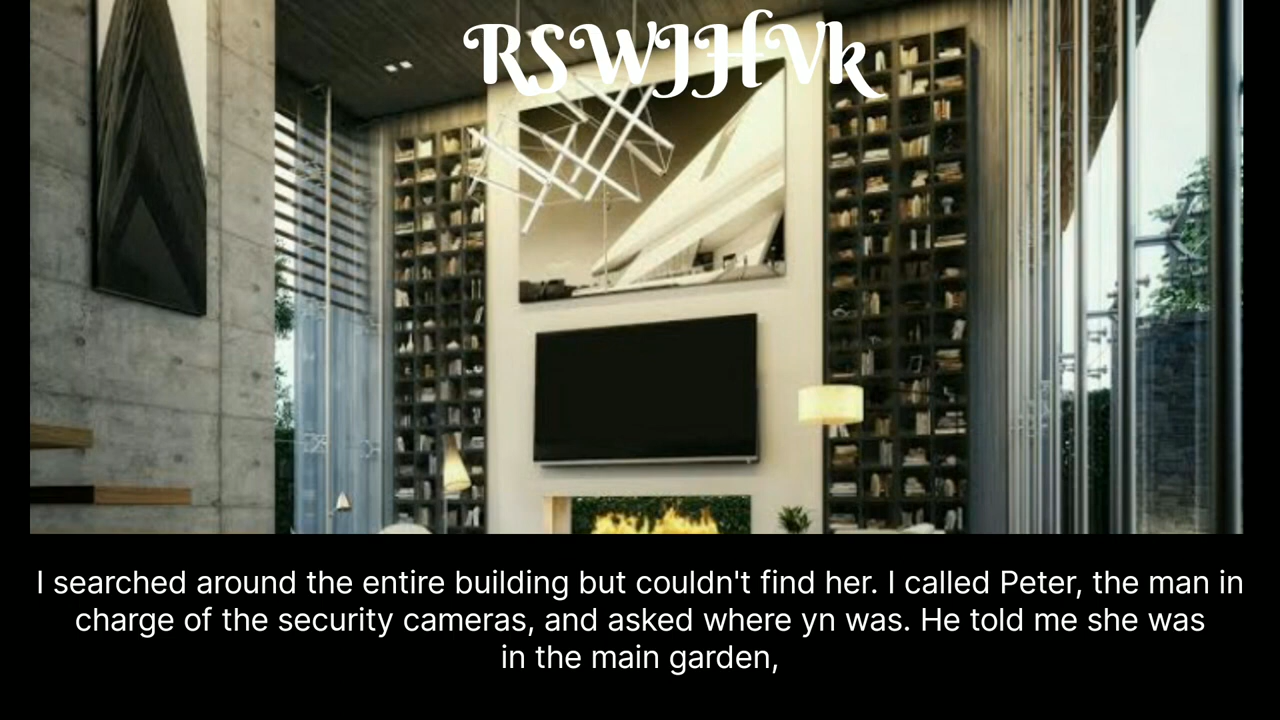 RSWJJHVk
I searched around the entire building but couldn't find her. I called Peter, the man in
charge of the security cameras, and asked where yn was. He told me she was
in the main garden,